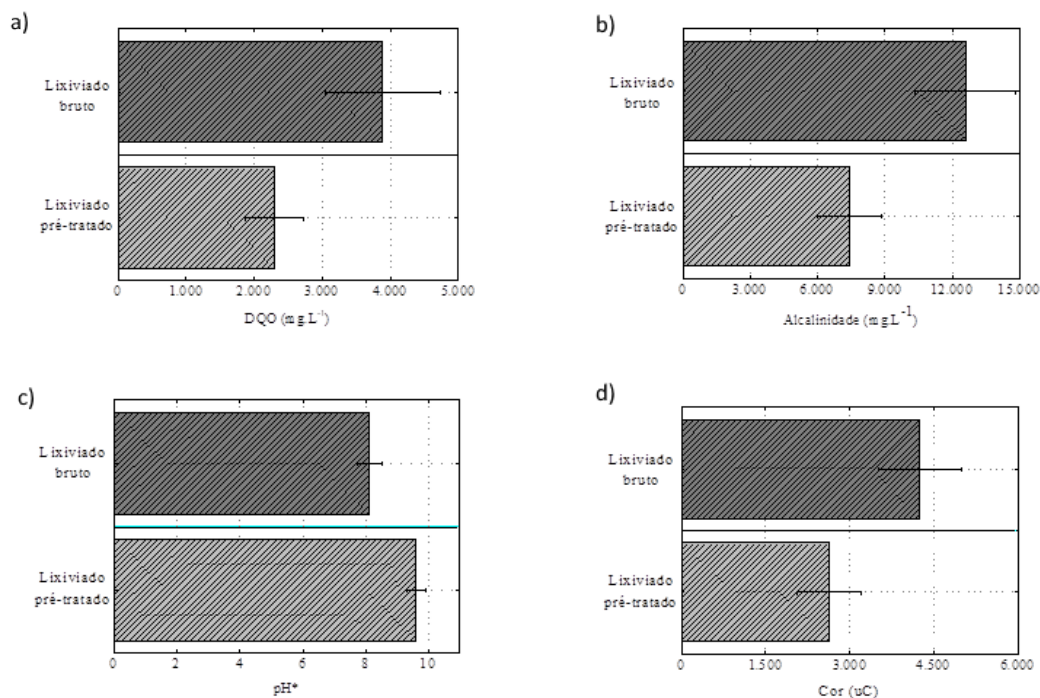 a)
Lixiviado
bruto
Lixiviado
pré-tratado
0 1.000 2.000 3.000 4.000 5.000
DQO (mg.L⁻¹)
b)
Lixiviado
bruto
Lixiviado
pré-tratado
0 3.000 6.000 9.000 12.000 15.000
Alcalinidade (mg.L⁻¹)
c)
Lixiviado
bruto
Lixiviado
pré-tratado
0 2 4 6 8 10
pH*
d)
Lixiviado
bruto
Lixiviado
pré-tratado
0 1.500 3.000 4.500 6.000
Cor (uC)